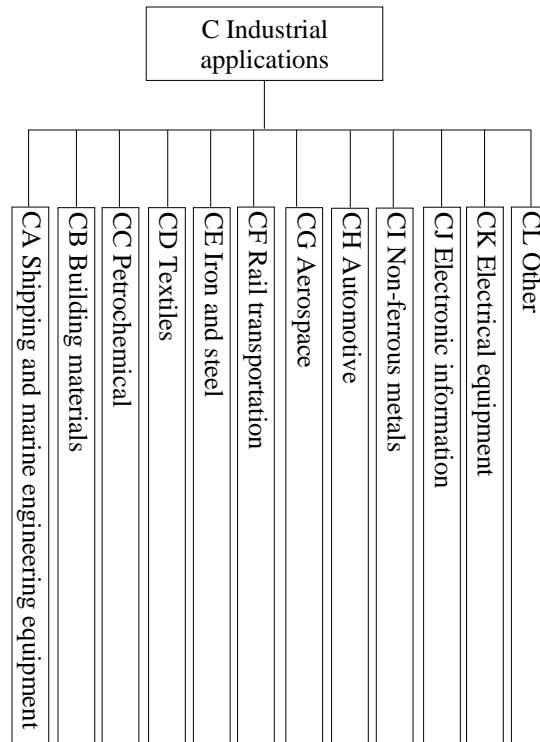 C Industrial
applications
CA Shipping and marine engineering equipment
CB Building materials
CC Petrochemical
CD Textiles
CE Iron and steel
CF Rail transportation
CG Aerospace
CH Automotive
CI Non-ferrous metals
CJ Electronic information
CK Electrical equipment
CL Other